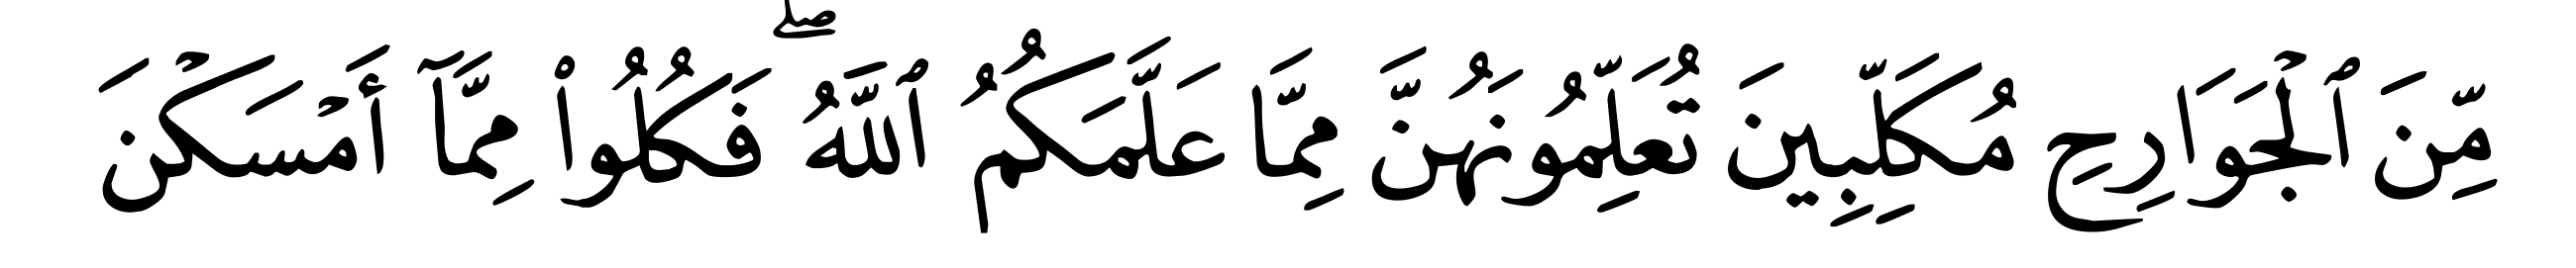 مِّنَ ٱلْجَوَارِحِ مُكَلِّبِينَ تُعَلِّمُونَهُنَّ مِمَّا عَلَّمَكُمُ ٱللَّهُ ۖ فَكُلُوا۟ مِمَّآ أَمْسَكْنَ